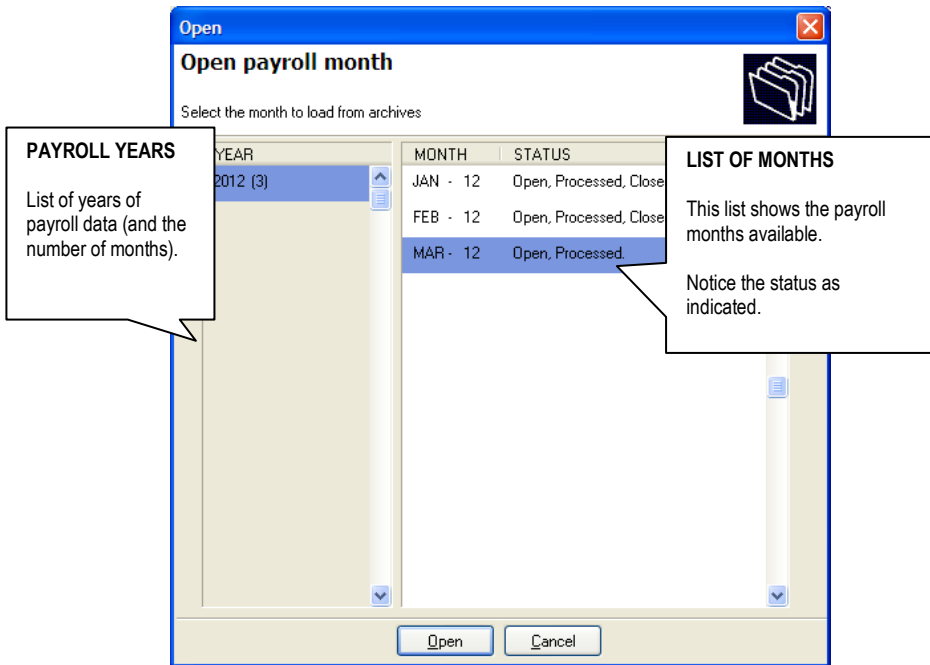 Open
Open payroll month
Select the month to load from archives
PAYROLL YEARS
List of years of
payroll data (and the
number of months).
YEAR
2012 (3)
MONTH STATUS
JAN - 12 Open, Processed, Close
FEB - 12 Open, Processed, Close
MAR - 12 Open, Processed.
LIST OF MONTHS
This list shows the payroll
months available.
Notice the status as
indicated.
Open Cancel